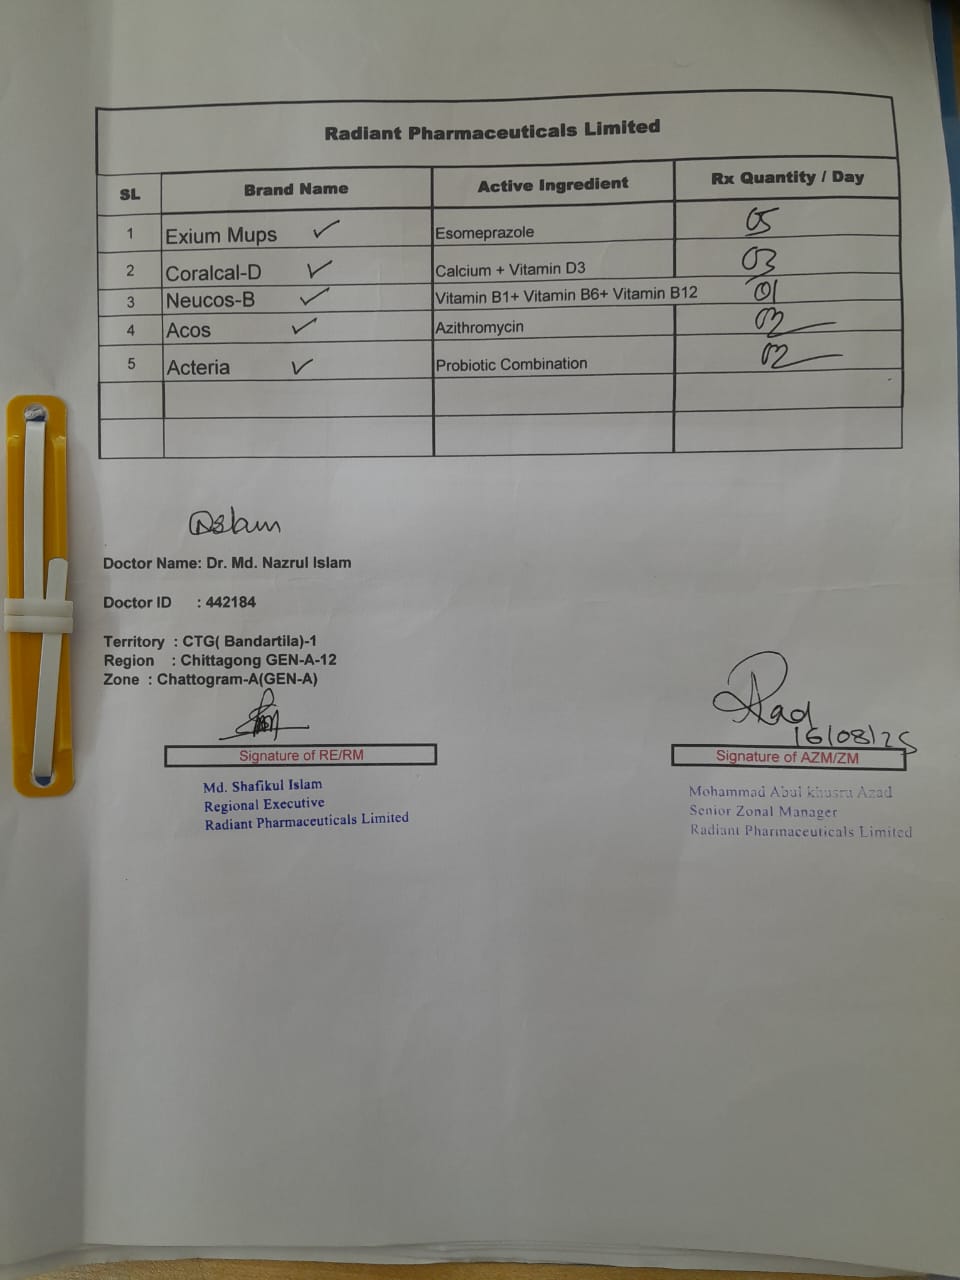 Radiant Pharmaceuticals Limited
SL Brand Name Active Ingredient Rx Quantity / Day
1 Exium Mups ✓ Esomeprazole 05
2 Coralcal-D ✓ Calcium + Vitamin D3 03
3 Neucos-B ✓ Vitamin B1+ Vitamin B6+ Vitamin B12 01
4 Acos ✓ Azithromycin 02
5 Acteria ✓ Probiotic Combination 02
Doctor Name: Dr. Md. Nazrul Islam
Doctor ID : 442184
Territory : CTG( Bandartila)-1
Region : Chittagong GEN-A-12
Zone : Chattogram-A(GEN-A)
16/08/25
Signature of RE/RM
Signature of AZM/ZM
Md. Shafikul Islam
Regional Executive
Radiant Pharmaceuticals Limited
Mohammad Abul khusru Azad
Senior Zonal Manager
Radiant Pharmaceuticals Limited